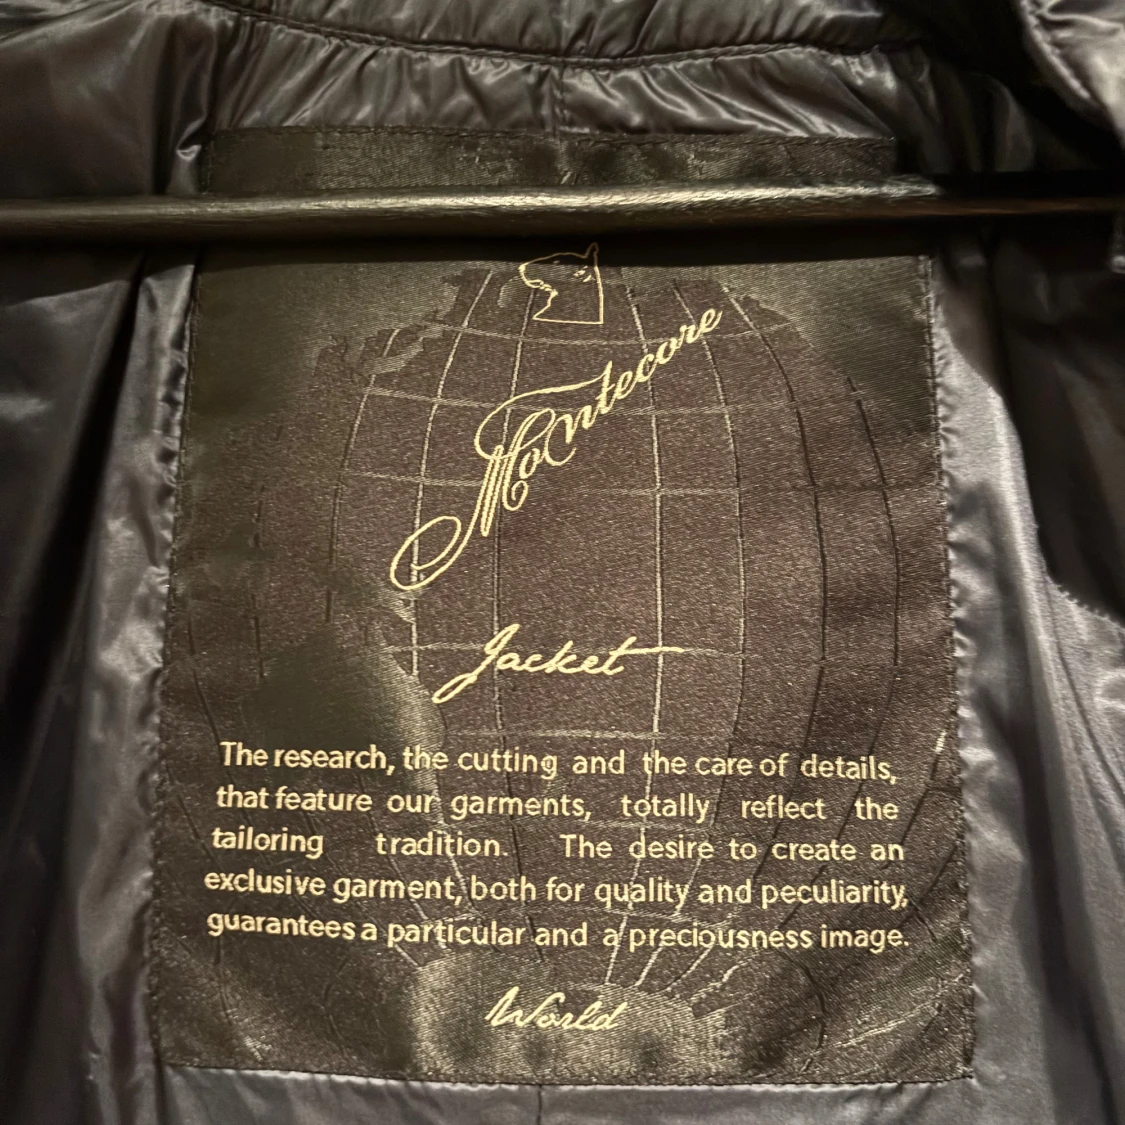 Montecore
Jacket
The research, the cutting and the care of details,
that feature our garments, totally reflect the
tailoring tradition. The desire to create an
exclusive garment, both for quality and peculiarity,
guarantees a particular and a preciousness image.
World